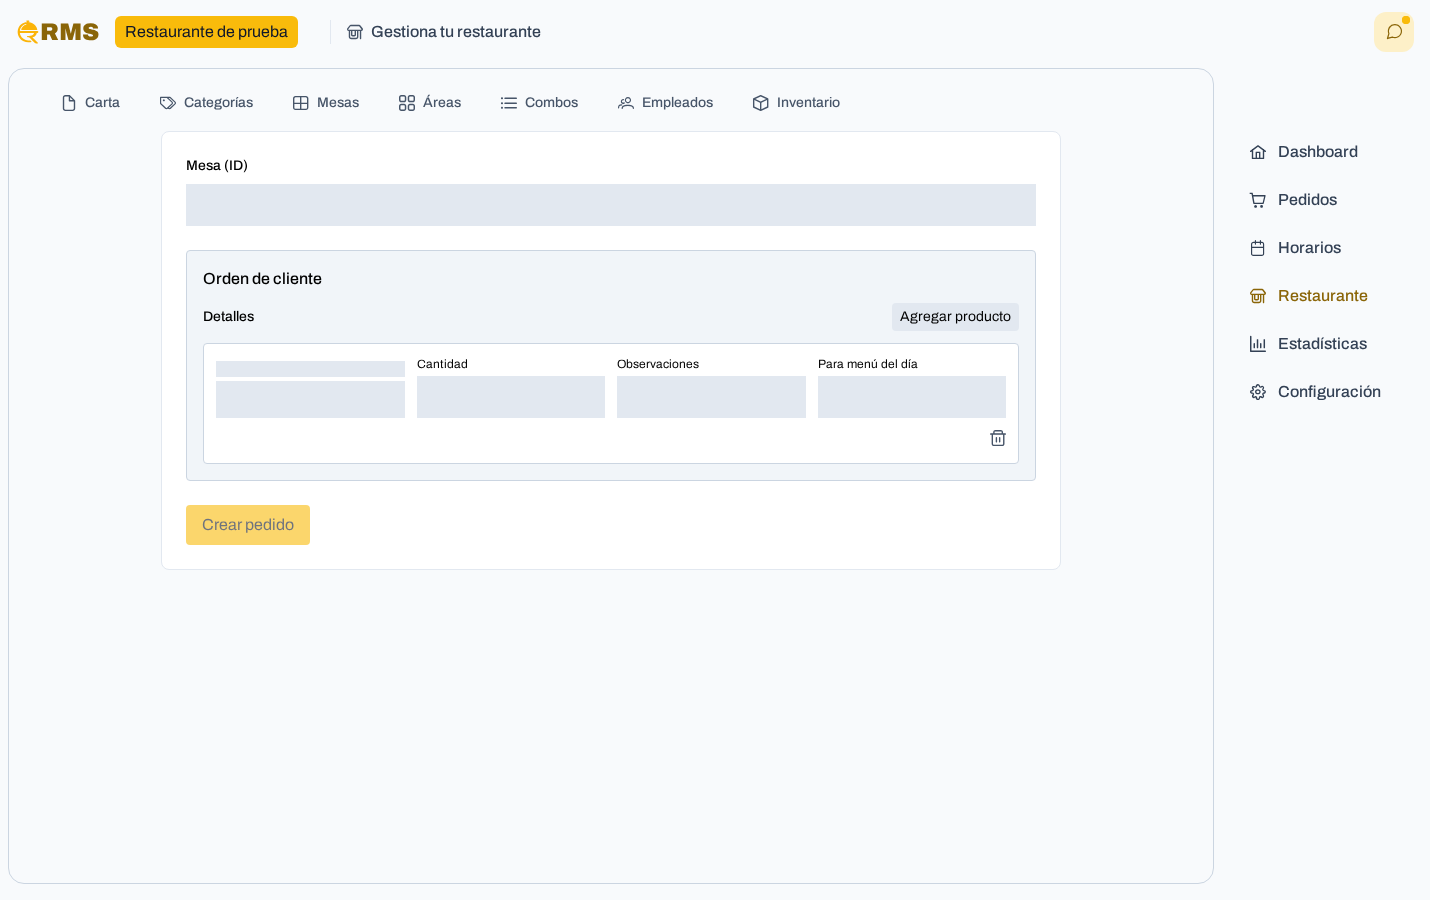 RMS
Restaurante de prueba
Gestiona tu restaurante
Carta
Categorías
Mesas
Áreas
Combos
Empleados
Inventario
Mesa (ID)
Orden de cliente
Detalles
Agregar producto
Cantidad
Observaciones
Para menú del día
Crear pedido
Dashboard
Pedidos
Horarios
Restaurante
Estadísticas
Configuración